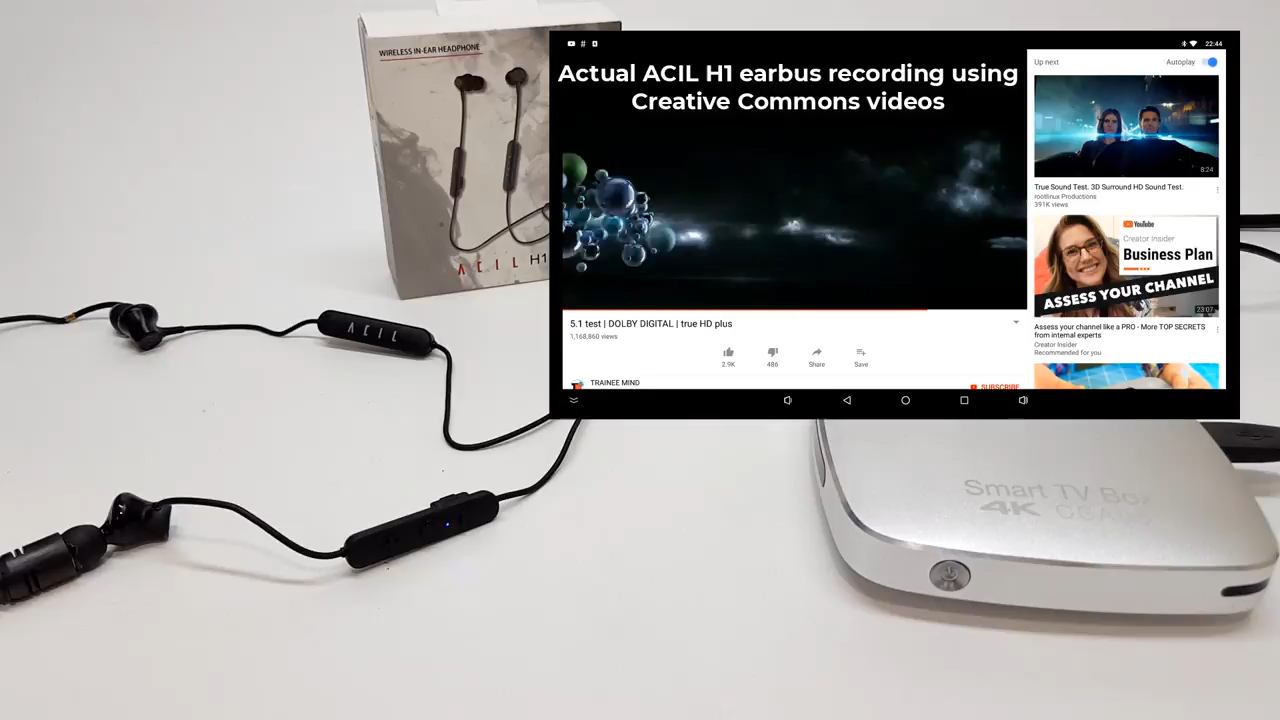 WIRELESS IN-EAR HEADPHONE
ACIL H1
ACIL
22:44
Actual ACIL H1 earbus recording using
Creative Commons videos
5.1 test | DOLBY DIGITAL | true HD plus
1,168,860 views
2.9K
486
Share
Save
TRAINEE MIND
SUBSCRIBE
Up next
Autoplay
8:24
True Sound Test. 3D Surround HD Sound Test.
rootlinux Productions
391K views
YouTube
Creator Insider
Business Plan
ASSESS YOUR CHANNEL
23:07
Assess your channel like a PRO - More TOP SECRETS
from internal experts
Creator Insider
Recommended for you
Smart TV Box
4K